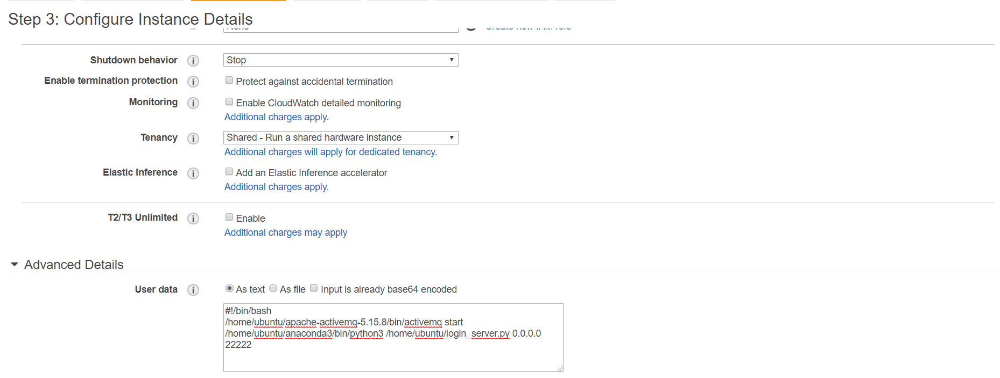 Step 3: Configure Instance Details
Shutdown behavior
Stop
Enable termination protection
Protect against accidental termination
Monitoring
Enable CloudWatch detailed monitoring
Additional charges apply.
Tenancy
Shared - Run a shared hardware instance
Additional charges will apply for dedicated tenancy.
Elastic Inference
Add an Elastic Inference accelerator
Additional charges apply.
T2/T3 Unlimited
Enable
Additional charges may apply
Advanced Details
User data
As text As file Input is already base64 encoded
#!/bin/bash
/home/ubuntu/apache-activemq-5.15.8/bin/activemq start
/home/ubuntu/anaconda3/bin/python3 /home/ubuntu/login_server.py 0.0.0.0
22222